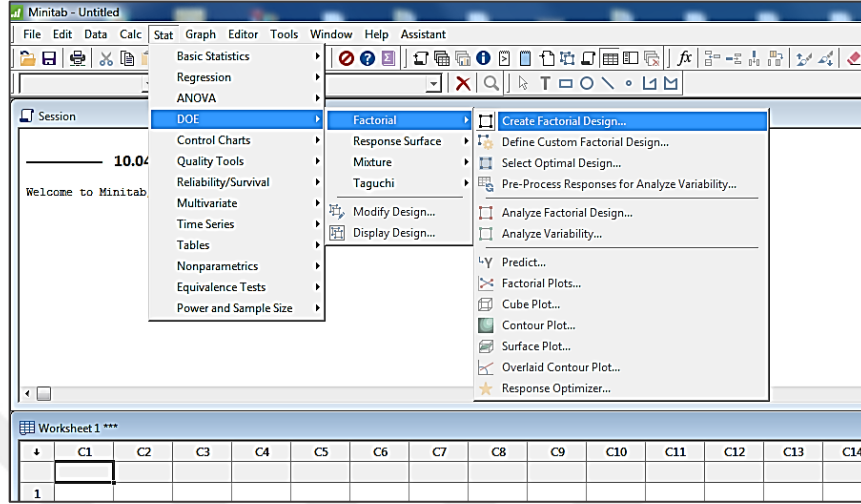 Minitab - Untitled
File Edit Data Calc Stat Graph Editor Tools Window Help Assistant
Basic Statistics
Regression
ANOVA
DOE
Control Charts
Quality Tools
Reliability/Survival
Multivariate
Time Series
Tables
Nonparametrics
Equivalence Tests
Power and Sample Size
Factorial
Response Surface
Mixture
Taguchi
Modify Design...
Display Design...
Create Factorial Design...
Define Custom Factorial Design...
Select Optimal Design...
Pre-Process Responses for Analyze Variability...
Analyze Factorial Design...
Analyze Variability...
Predict...
Factorial Plots...
Cube Plot...
Contour Plot...
Surface Plot...
Overlaid Contour Plot...
Response Optimizer...
Session
10.04
Welcome to Minitab,
Worksheet 1 ***
C1 C2 C3 C4 C5 C6 C7 C8 C9 C10 C11 C12 C13 C14
1